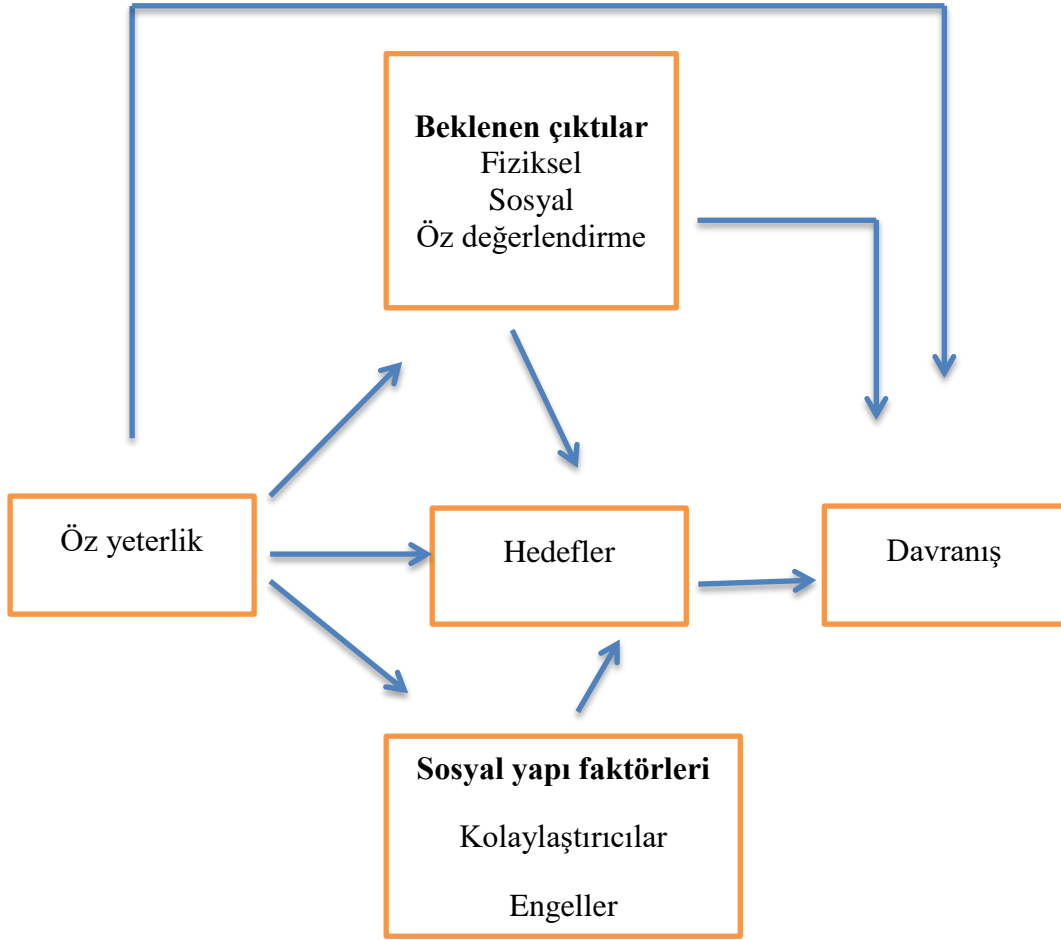 Beklenen çıktılar
Fiziksel
Sosyal
Öz değerlendirme
Öz yeterlik
Hedefler
Davranış
Sosyal yapı faktörleri
Kolaylaştırıcılar
Engeller